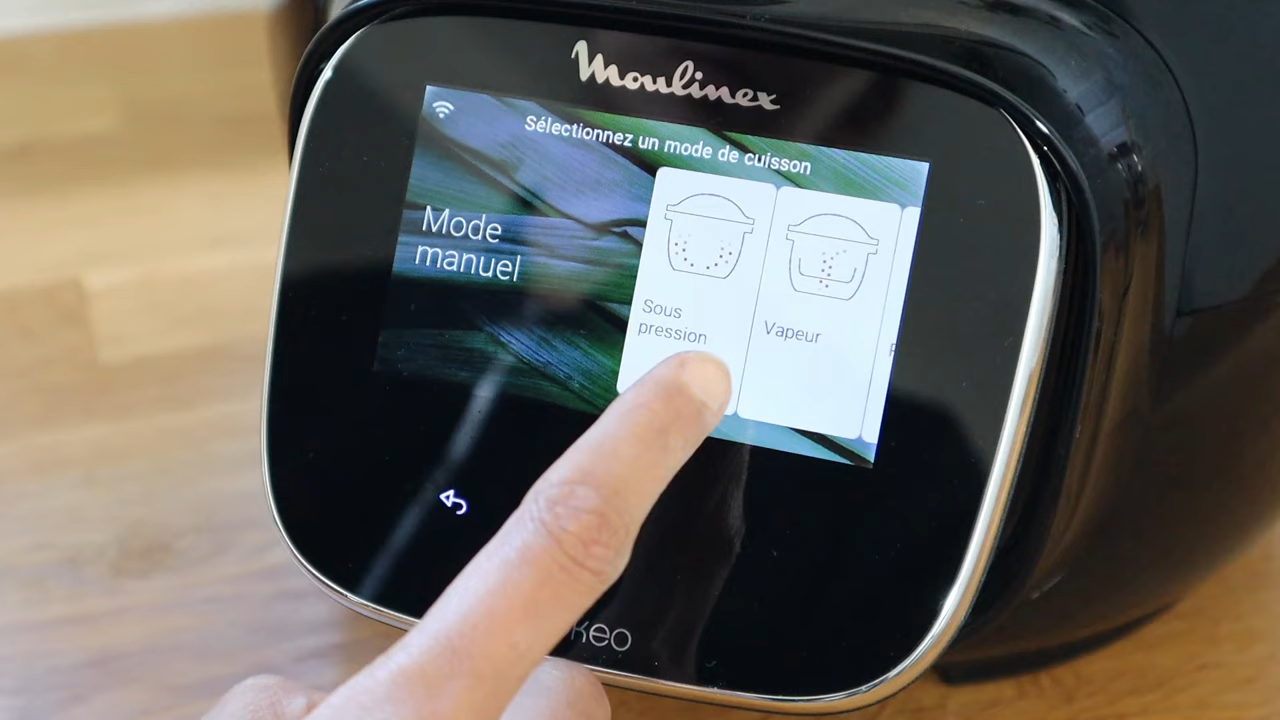 Moulinex
Sélectionnez un mode de cuisson
Mode
manuel
Sous
pression
Vapeur
keo